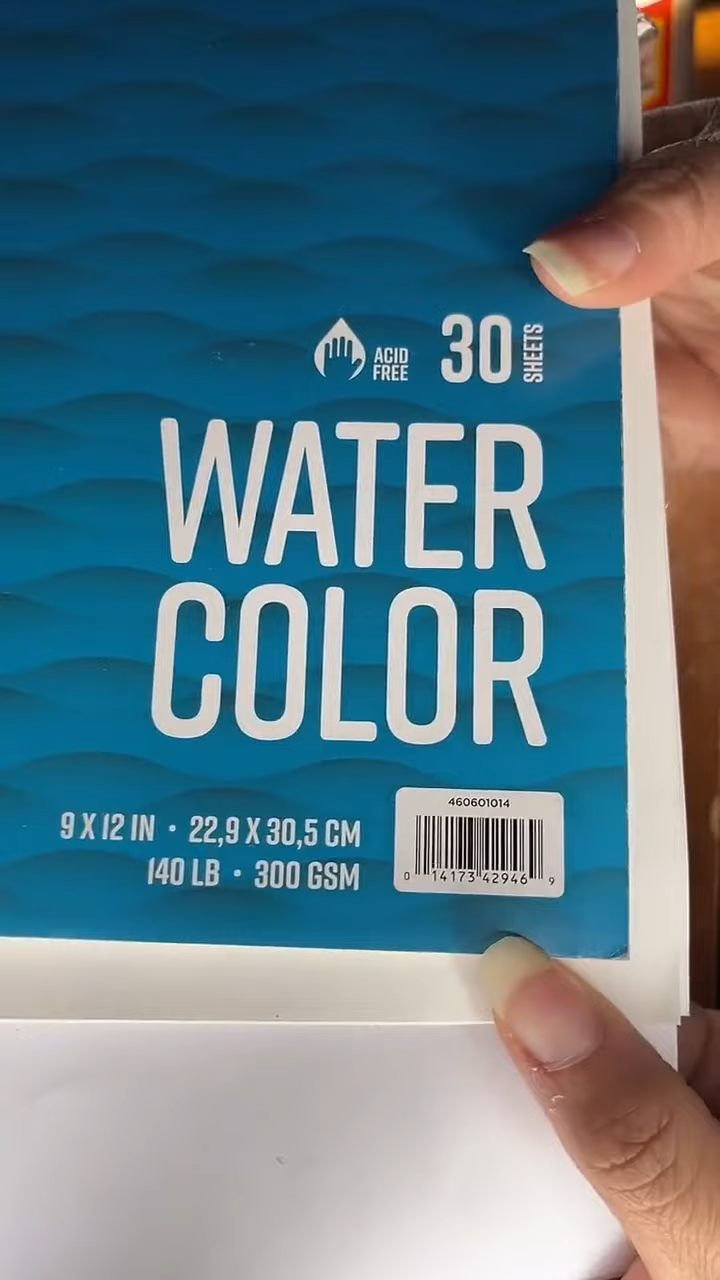 ACID
FREE
30 SHEETS
WATER
COLOR
9 X 12 IN • 22,9 X 30,5 CM
140 LB • 300 GSM
460601014
0 14173 42946 9